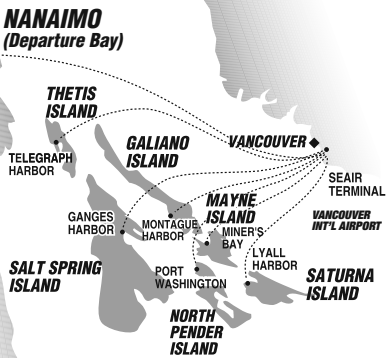 NANAIMO
(Departure Bay)
THETIS
ISLAND
TELEGRAPH
HARBOR
GALIANO
ISLAND
VANCOUVER
SEAIR
TERMINAL
VANCOUVER
INT'L AIRPORT
MAYNE
ISLAND
MINER'S
BAY
GANGES
HARBOR
MONTAGUE
HARBOR
LYALL
HARBOR
SALT SPRING
ISLAND
PORT
WASHINGTON
SATURNA
ISLAND
NORTH
PENDER
ISLAND